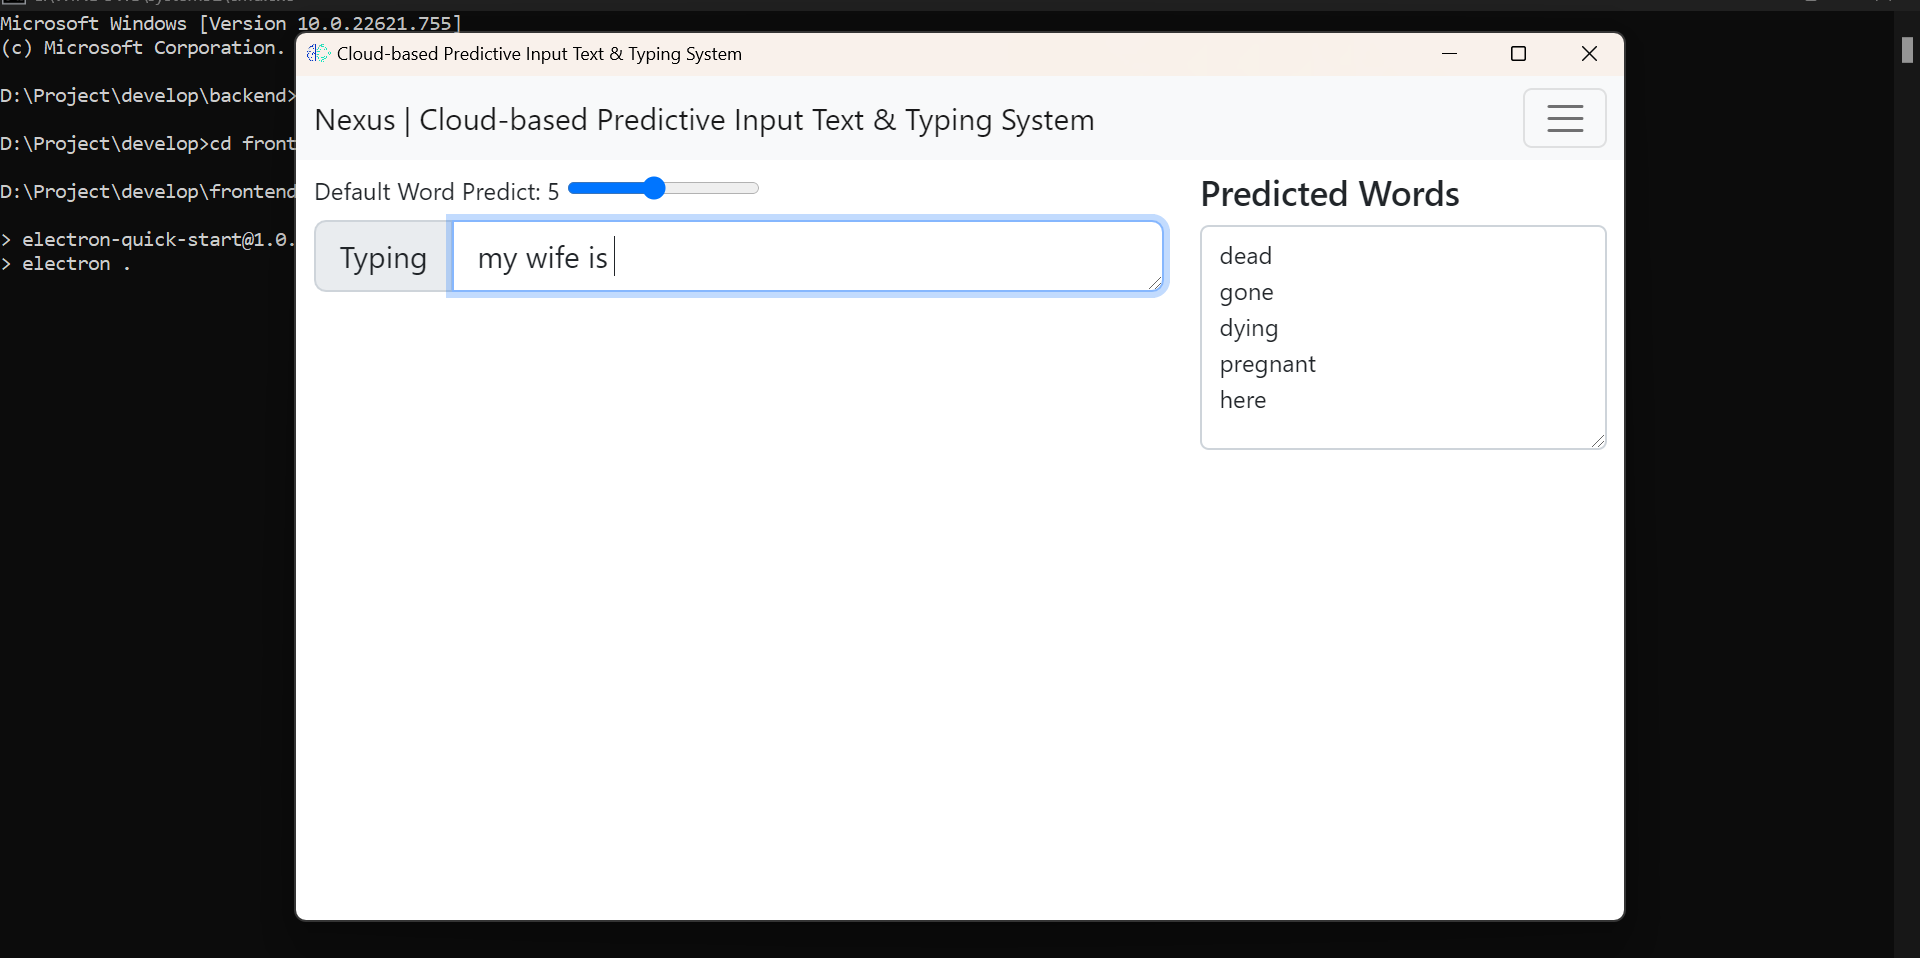 Microsoft Windows [Version 10.0.22621.755]
(c) Microsoft Corporation.
D:\Project\develop\backend>
D:\Project\develop>cd front
D:\Project\develop\frontend
> electron-quick-start@1.0.
> electron .
Cloud-based Predictive Input Text & Typing System
Nexus | Cloud-based Predictive Input Text & Typing System
Default Word Predict: 5
Typing
my wife is
Predicted Words
dead
gone
dying
pregnant
here